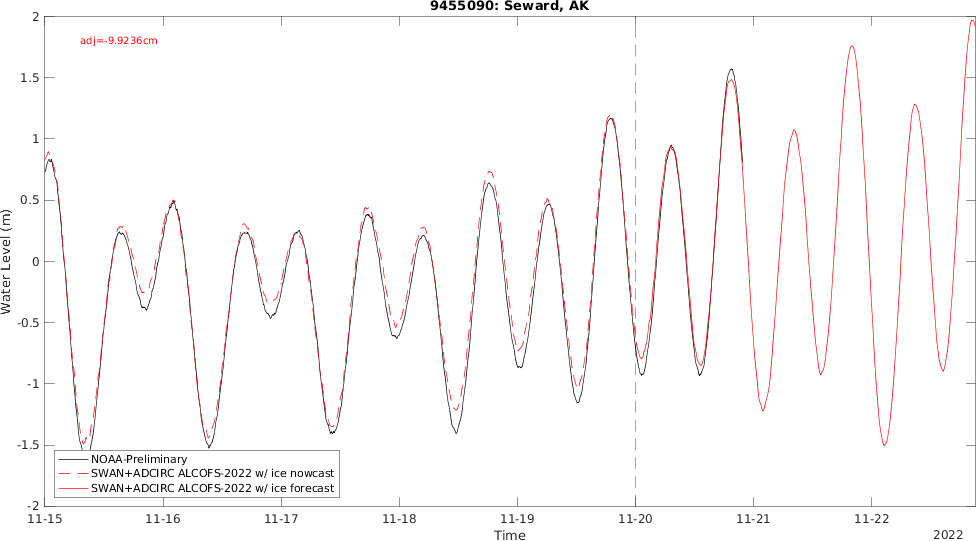 9455090: Seward, AK
adj=-9.9236cm
Water Level (m)
2
1.5
1
0.5
0
-0.5
-1
-1.5
-2
NOAA-Preliminary
SWAN+ADCIRC ALCOFS-2022 w/ ice nowcast
SWAN+ADCIRC ALCOFS-2022 w/ ice forecast
11-15 11-16 11-17 11-18 11-19 11-20 11-21 11-22
Time
2022